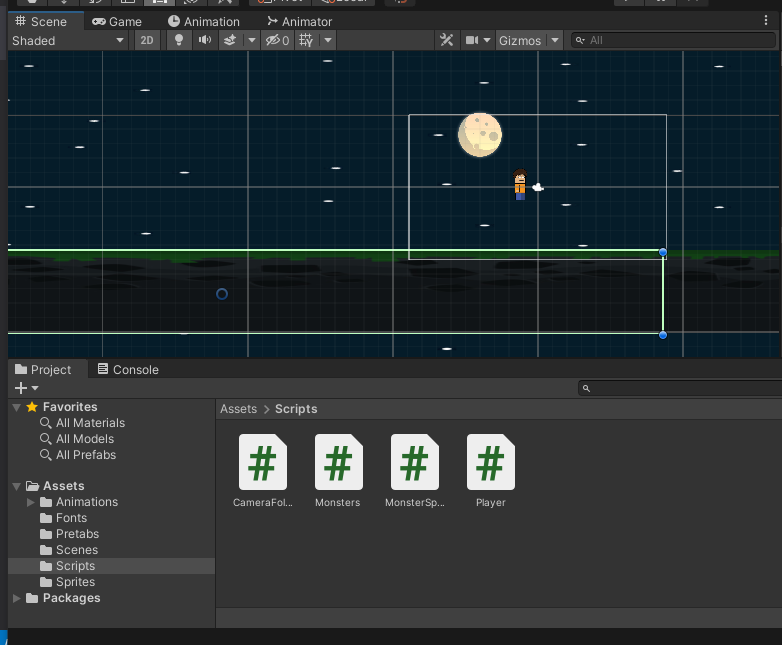 Scene Game Animation Animator
Shaded 2D 0 Gizmos All
Project Console
Favorites
All Materials
All Models
All Prefabs
Assets
Animations
Fonts
Pretabs
Scenes
Scripts
Sprites
Packages
Assets > Scripts
CameraFol... Monsters MonsterSp... Player